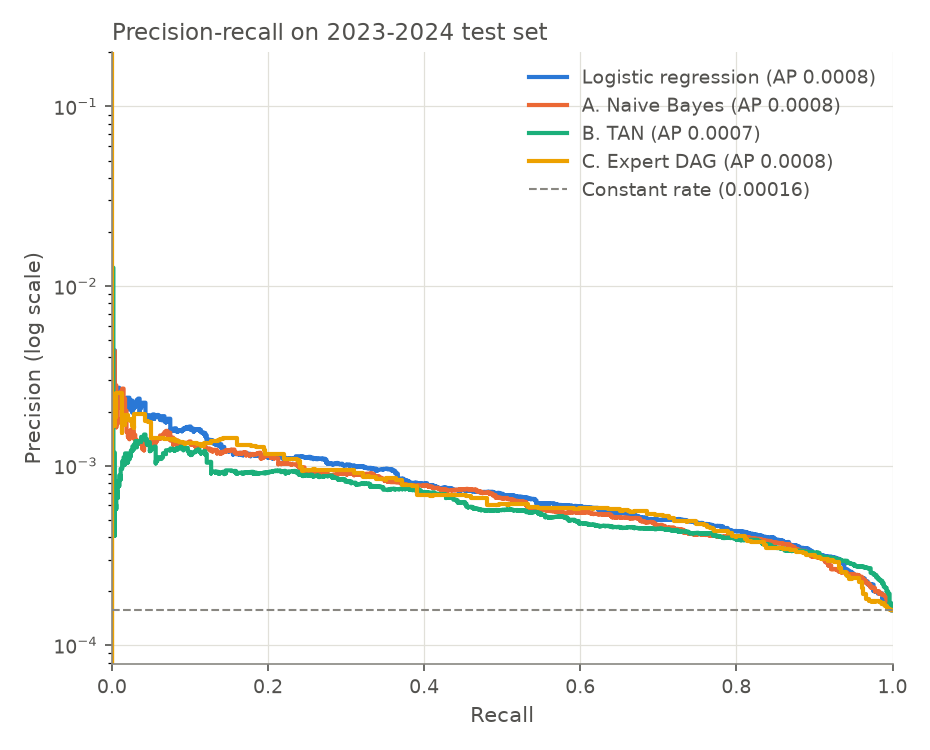 Precision-recall on 2023-2024 test set
Logistic regression (AP 0.0008)
A. Naive Bayes (AP 0.0008)
B. TAN (AP 0.0007)
C. Expert DAG (AP 0.0008)
Constant rate (0.00016)
Precision (log scale)
10⁻¹
10⁻²
10⁻³
10⁻⁴
0.0 0.2 0.4 0.6 0.8 1.0
Recall